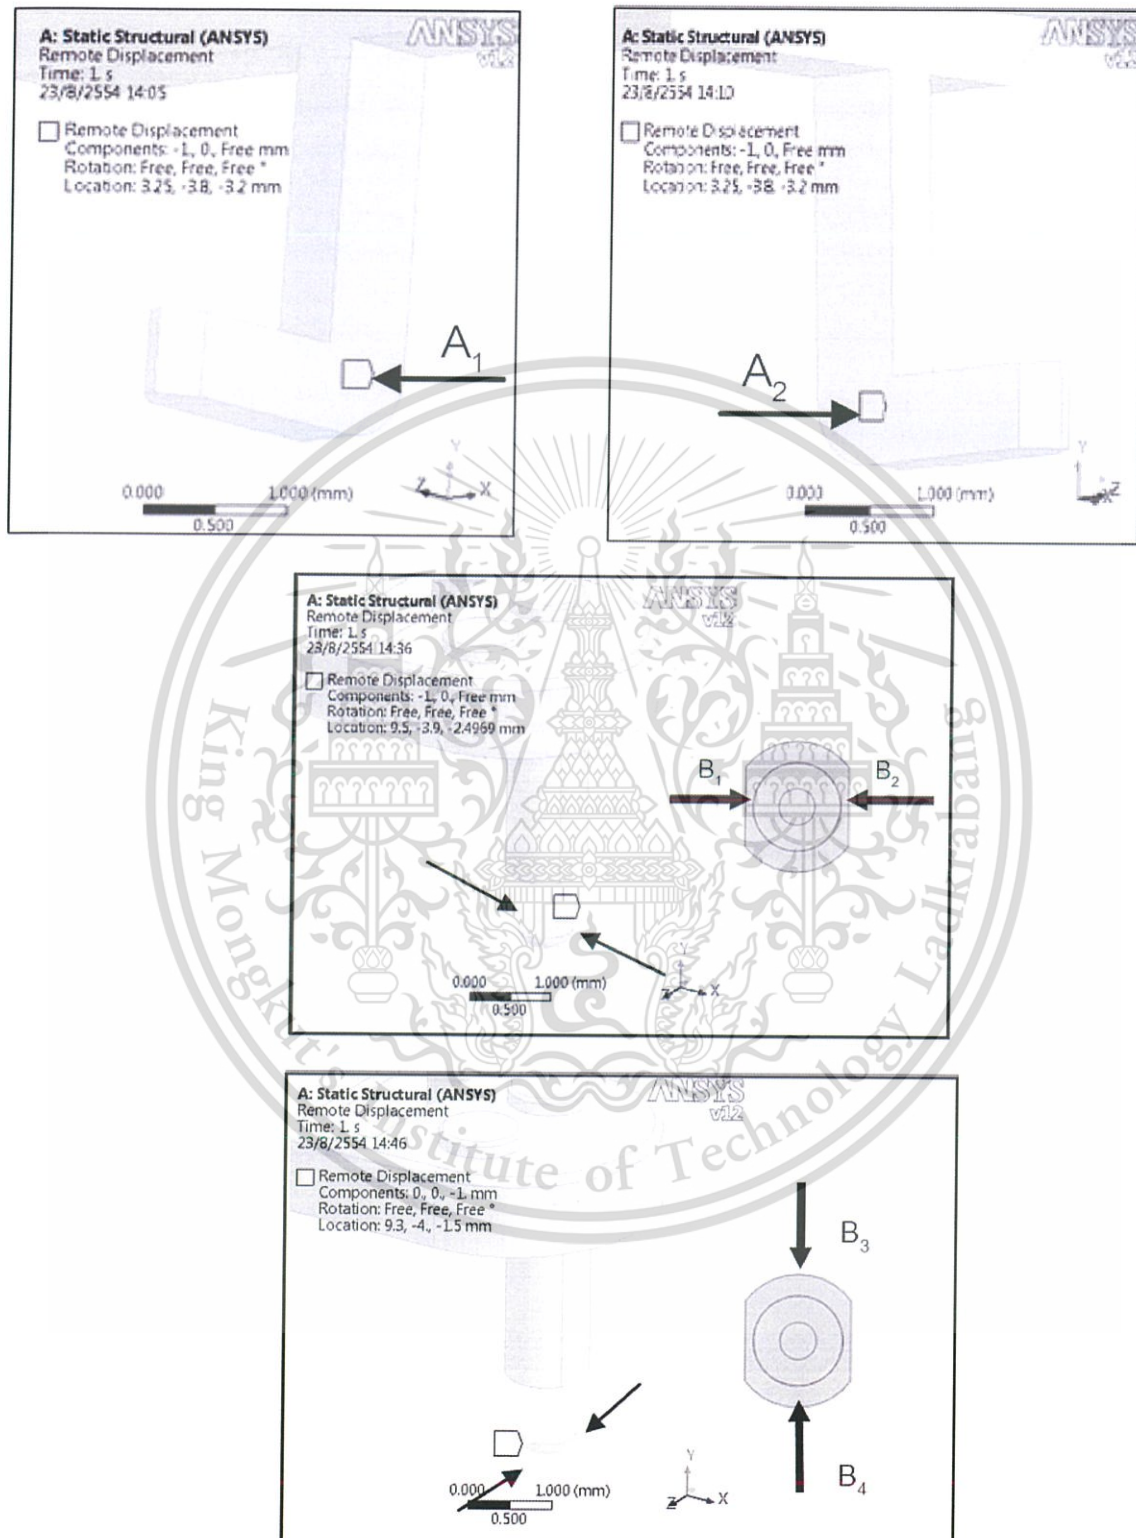 A: Static Structural (ANSYS)
Remote Displacement
Time: 1. s
23/8/2554 14:05
Remote Displacement
Components: -1, 0., Free mm
Rotation: Free, Free, Free °
Location: 3.25, -3.8, -3.2 mm
ANSYS
v12
A1
Y
Z
X
0.000
1.000 (mm)
0.500
A: Static Structural (ANSYS)
Remote Displacement
Time: 1. s
23/8/2554 14:10
Remote Displacement
Components: -1, 0., Free mm
Rotation: Free, Free, Free °
Location: 3.25, -3.8, -3.2 mm
ANSYS
A2
Y
Z
X
0.000
1.000 (mm)
0.500
A: Static Structural (ANSYS)
Remote Displacement
Time: 1. s
23/8/2554 14:36
Remote Displacement
Components: -1, 0., Free mm
Rotation: Free, Free, Free °
Location: 9.5, -3.9, -2.4969 mm
ANSYS
v12
B1
B2
Y
Z
X
0.000
1.000 (mm)
0.500
A: Static Structural (ANSYS)
Remote Displacement
Time: 1. s
23/8/2554 14:46
Remote Displacement
Components: 0., 0., -1. mm
Rotation: Free, Free, Free °
Location: 9.3, -4., -1.5 mm
ANSYS
v12
B3
B4
Y
Z
X
0.000
1.000 (mm)
0.500
King Mongkut's Institute of Technology Ladkrabang